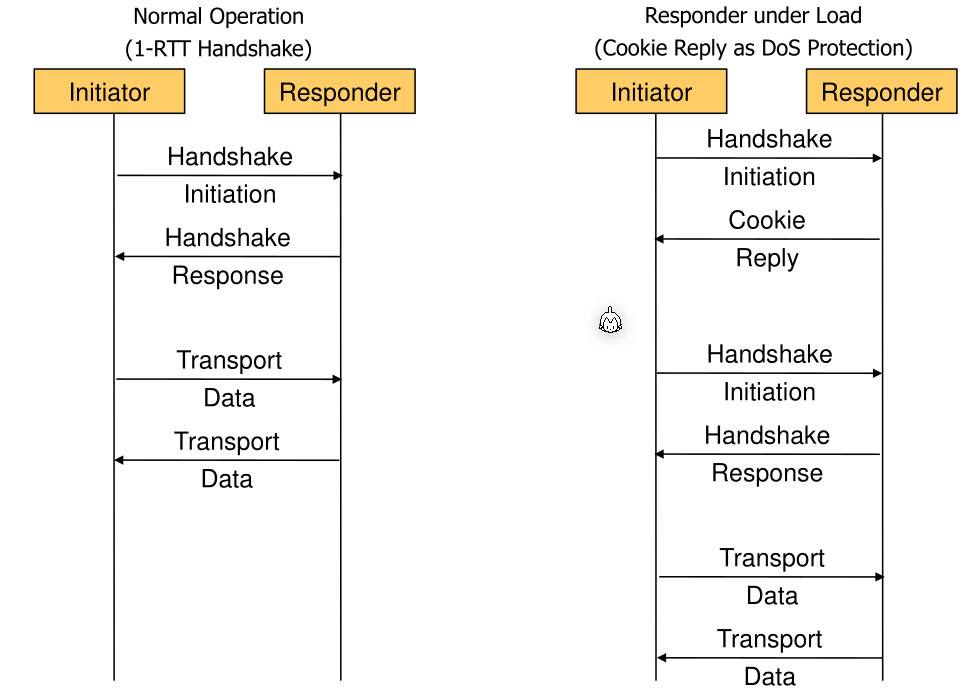 Normal Operation
(1-RTT Handshake)
Initiator
Responder
Handshake
Initiation
Handshake
Response
Transport
Data
Transport
Data
Responder under Load
(Cookie Reply as DoS Protection)
Initiator
Responder
Handshake
Initiation
Cookie
Reply
Handshake
Initiation
Handshake
Response
Transport
Data
Transport
Data